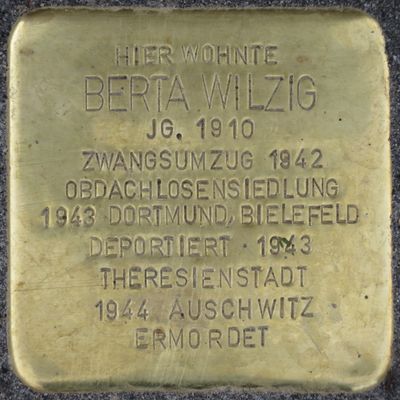 HIER WOHNTE
BERTA WILZIG
JG. 1910
ZWANGSUMZUG 1942
OBDACHLOSENSIEDLUNG
1943 DORTMUND, BIELEFELD
DEPORTIERT · 1943
THERESIENSTADT
1944 AUSCHWITZ
ERMORDET